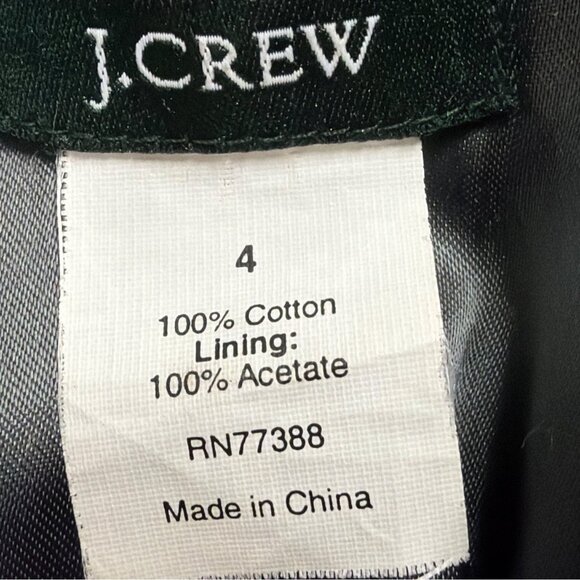 J.CREW
4
100% Cotton
Lining:
100% Acetate
RN77388
Made in China